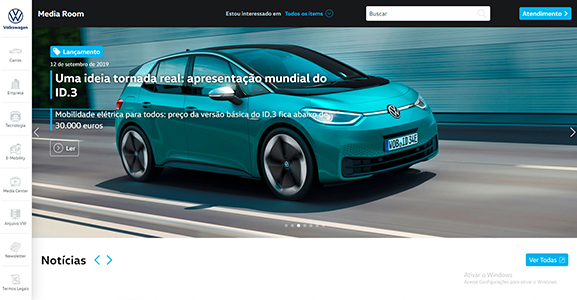 Media Room
Estou interessado em Todos os Itens
Buscar
Atendimento >
Volkswagen
Carros
Empresa
Tecnologia
E-Mobility
Media Center
Arquivo VW
Newsletter
Termos Legais
Lançamento
12 de setembro de 2019
Uma ideia tornada real: apresentação mundial do
ID.3
Mobilidade elétrica para todos: preço da versão básica do ID.3 fica abaixo de
30.000 euros
Ler
WOB ID 34E
Notícias
Ver Todas
Ativar o Windows
Acesse Configurações para ativar o Windows.